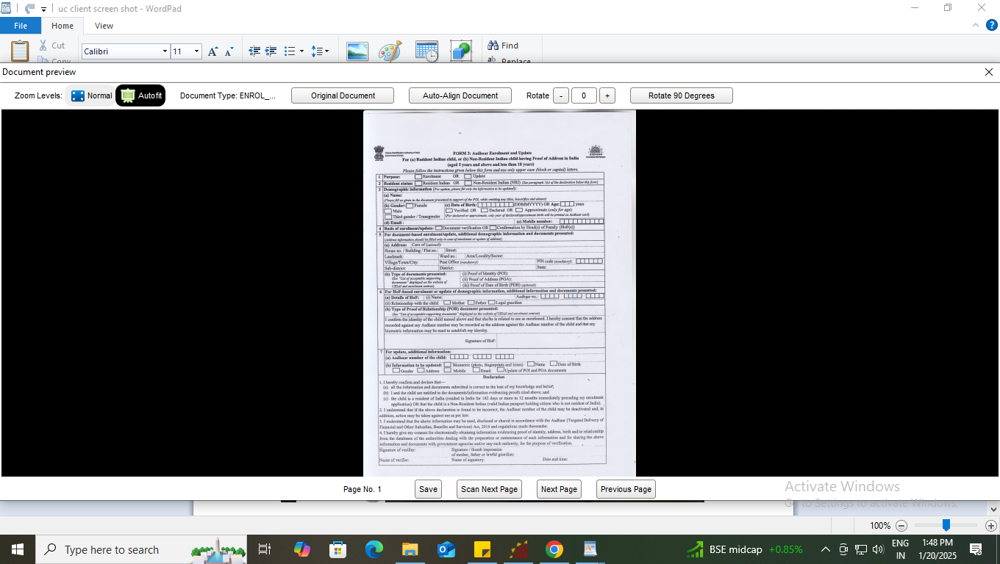 uc client screen shot - WordPad
File Home View
Cut
Copy
Calibri 11
Find
Replace
Document preview
Zoom Levels: Normal Autofit Document Type: ENROL_... Original Document Auto-Align Document Rotate - 0 + Rotate 90 Degrees
FORM 3: Aadhaar Enrolment and Update
For (a) Resident Indian child, or (b) Non-Resident Indian child having Proof of Address in India
(aged 5 years and above and less than 18 years)
Please follow the instructions given below this form and use only upper case (block or capital) letters.
1 Purpose: Enrolment OR Update
2 Resident status: Resident Indian OR Non-Resident Indian (NRI) (See paragraph 1(c) of the declaration below this form)
3 Demographic information (For update, please fill only the information to be updated):
(a) Name:
(Please fill as given in the document presented in support of the POI, while omitting any titles, honorifics and aliases)
(b) Gender: Female (c) Date of Birth: (DDMMYYYY) OR Age: years
Male Verified OR Declared OR Approximate (only for age)
Third gender / Transgender (For declared or approximate, only year of declared/approximate birth will be printed on Aadhaar card)
(d) Email : (e) Mobile number:
4 Basis of enrolment/update: Document verification OR Confirmation by Head(s) of Family {HoF(s)}
5 For document-based enrolment/update, additional demographic information and documents presented:
(Address information should be filled only in case of enrolment or update of address)
(a) Address: Care of (optional):
House no. / Building / Flat no.: Street:
Landmark: Ward no.: Area/Locality/Sector:
Village/Town/City: Post Office (mandatory): PIN code (mandatory):
Sub-district: District: State:
(b) Type of documents presented: (i) Proof of Identity (POI):
(See "List of acceptable supporting (ii) Proof of Address (POA):
documents" displayed on the website of
UIDAI and enrolment centres) (iii) Proof of Date of Birth (PDB) (optional):
6 For HoF-based enrolment or update of demographic information, additional information and documents presented:
(a) Details of HoF: (i) Name: Aadhaar no.:
(ii) Relationship with the child: Mother Father Legal guardian
(b) Type of Proof of Relationship (POR) document presented:
(See "List of acceptable supporting documents" displayed on the website of UIDAI and enrolment centres)
I confirm the identity of the child named above and that she/he is related to me as mentioned. I hereby consent that the address
recorded against my Aadhaar number may be recorded as the address against the Aadhaar number of the child and that my
biometric information may be used to establish my identity.
Signature of HoF:
7 For update, additional information:
(a) Aadhaar number of the child:
(b) Information to be updated: Biometric (photo, fingerprints and irises) Name Date of Birth
Gender Address Mobile Email Update of POI and POA documents
Declaration
1. I hereby confirm and declare that—
(a) all the information and documents submitted is correct to the best of my knowledge and belief;
(b) I and the child are entitled to the documents/information evidencing proofs cited above; and
(c) the child is a resident of India (resided in India for 182 days or more in 12 months immediately preceding my enrolment
application) OR that the child is a Non-Resident Indian (valid Indian passport holding citizen who is not resident of India).
2. I understand that if the above declaration is found to be incorrect, the Aadhaar number of the child may be deactivated and, in
addition, action may be taken against me as per law.
3. I understand that the above information may be used, disclosed or shared in accordance with the Aadhaar (Targeted Delivery of
Financial and Other Subsidies, Benefits and Services) Act, 2016 and regulations made thereunder.
4. I hereby give my consent for electronically obtaining information evidencing proof of identity, address, birth and/or relationship
from the databases of the authorities dealing with the preparation or maintenance of such information and for sharing the above
information and documents with government agencies and/or any such authority, for the purpose of verification.
Signature of verifier: Signature / thumb impression
of mother, father or lawful guardian:
Name of verifier: Name of signatory: Date and time:
Page No. 1 Save Scan Next Page Next Page Previous Page
Activate Windows
Go to Settings to activate Windows.
100%
Type here to search
BSE midcap +0.85%
ENG
IN
1:48 PM
1/20/2025